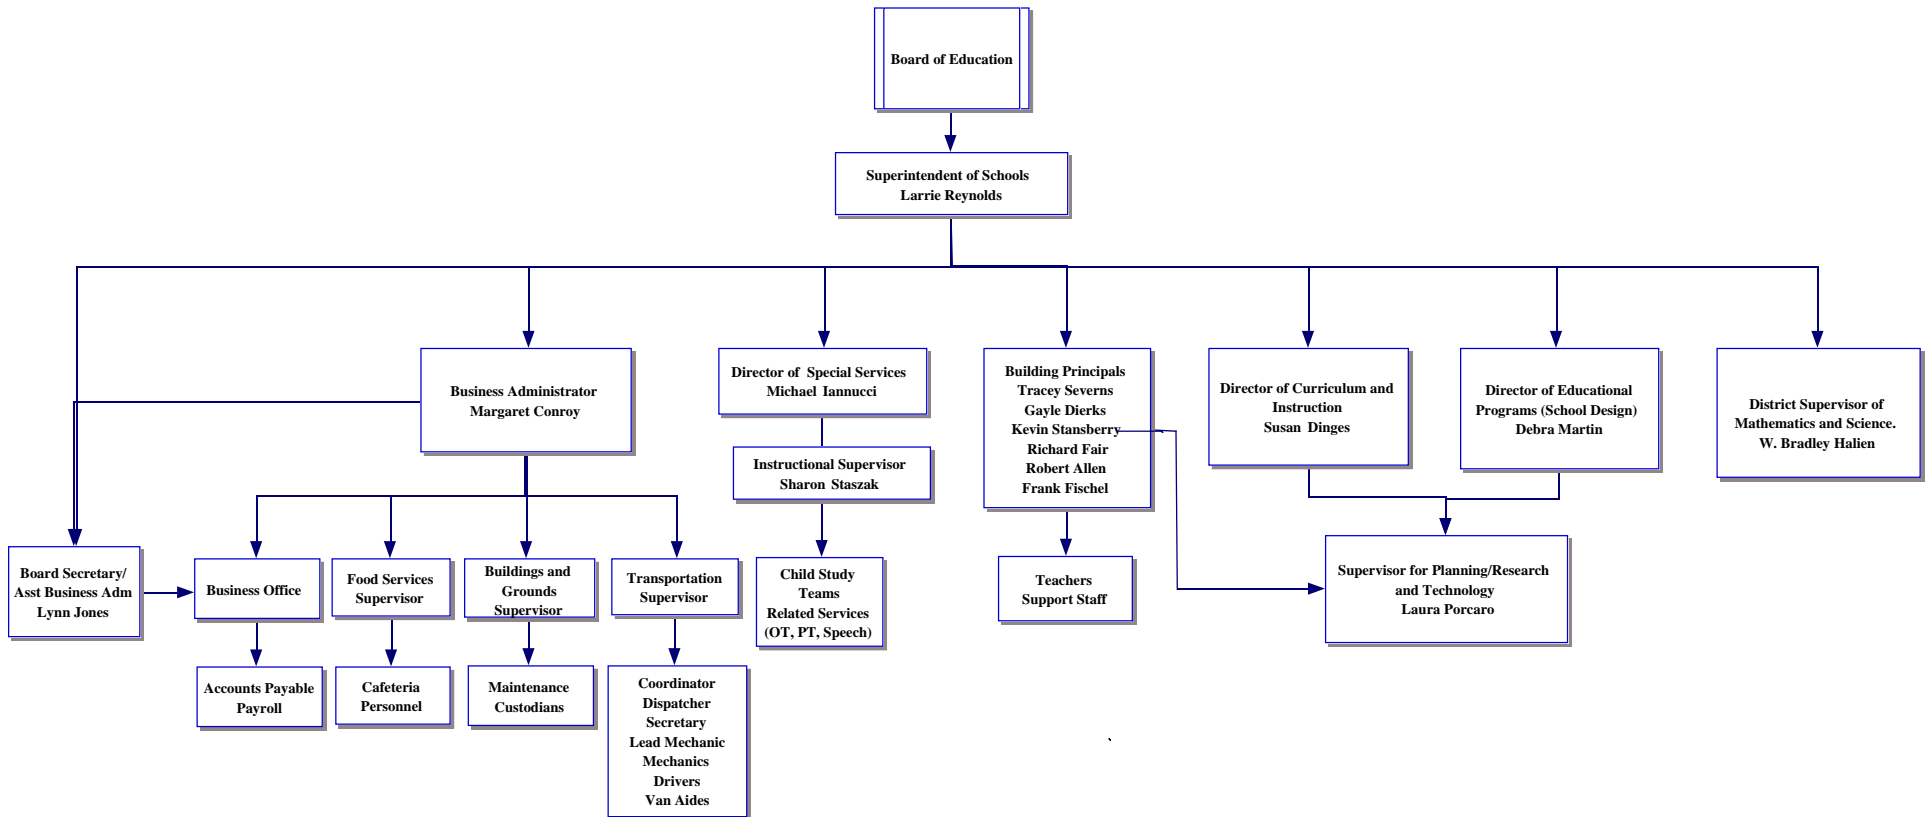 Board of Education
Superintendent of Schools
Larrie Reynolds
Business Administrator
Margaret Conroy
Director of Special Services
Michael Iannucci
Instructional Supervisor
Sharon Staszak
Building Principals
Tracey Severns
Gayle Dierks
Kevin Stansberry
Richard Fair
Robert Allen
Frank Fischel
Director of Curriculum and
Instruction
Susan Dinges
Director of Educational
Programs (School Design)
Debra Martin
District Supervisor of
Mathematics and Science.
W. Bradley Halien
Board Secretary/
Asst Business Adm
Lynn Jones
Business Office
Food Services
Supervisor
Buildings and
Grounds
Supervisor
Transportation
Supervisor
Child Study
Teams
Related Services
(OT, PT, Speech)
Teachers
Support Staff
Supervisor for Planning/Research
and Technology
Laura Porcaro
Accounts Payable
Payroll
Cafeteria
Personnel
Maintenance
Custodians
Coordinator
Dispatcher
Secretary
Lead Mechanic
Mechanics
Drivers
Van Aides